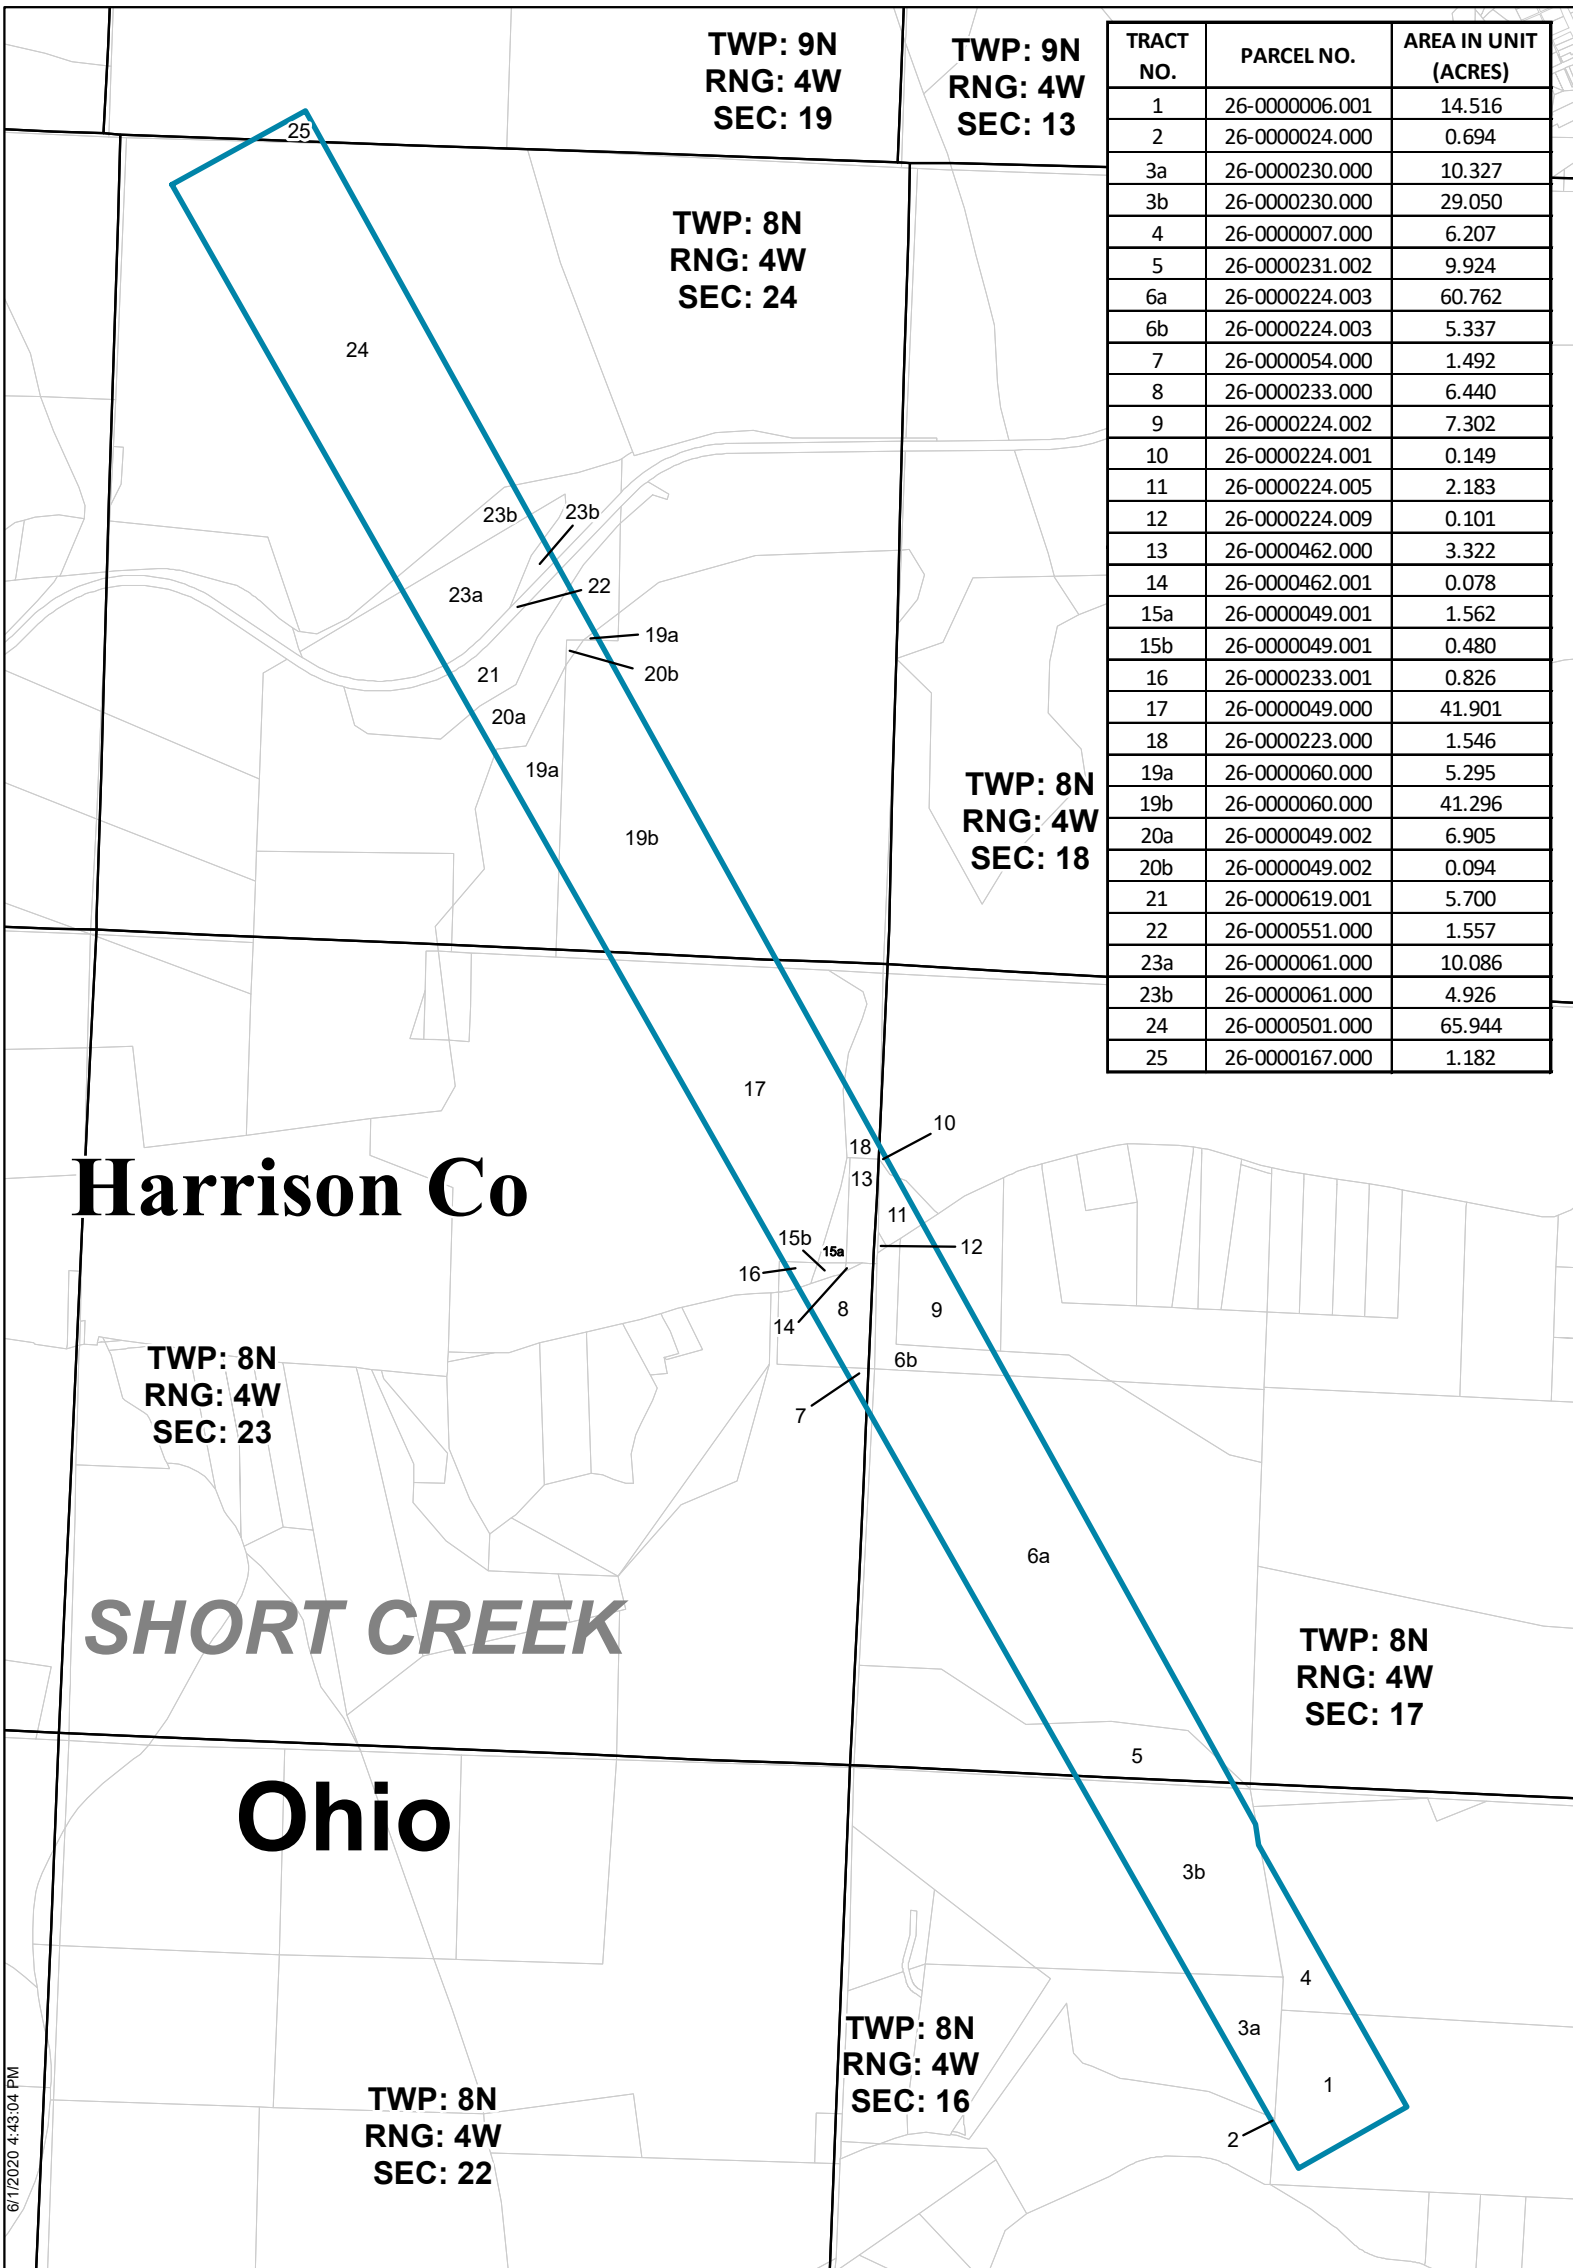 TWP: 9N
RNG: 4W
SEC: 19
TWP: 9N
RNG: 4W
SEC: 13
TRACT NO. PARCEL NO. AREA IN UNIT (ACRES)
1 26-0000006.001 14.516
2 26-0000024.000 0.694
3a 26-0000230.000 10.327
3b 26-0000230.000 29.050
4 26-0000007.000 6.207
5 26-0000231.002 9.924
6a 26-0000224.003 60.762
6b 26-0000224.003 5.337
7 26-0000054.000 1.492
8 26-0000233.000 6.440
9 26-0000224.002 7.302
10 26-0000224.001 0.149
11 26-0000224.005 2.183
12 26-0000224.009 0.101
13 26-0000462.000 3.322
14 26-0000462.001 0.078
15a 26-0000049.001 1.562
15b 26-0000049.001 0.480
16 26-0000233.001 0.826
17 26-0000049.000 41.901
18 26-0000223.000 1.546
19a 26-0000060.000 5.295
19b 26-0000060.000 41.296
20a 26-0000049.002 6.905
20b 26-0000049.002 0.094
21 26-0000619.001 5.700
22 26-0000551.000 1.557
23a 26-0000061.000 10.086
23b 26-0000061.000 4.926
24 26-0000501.000 65.944
25 26-0000167.000 1.182
25
TWP: 8N
RNG: 4W
SEC: 24
24
23b
23b
22
23a
19a
20b
21
20a
19a
19b
TWP: 8N
RNG: 4W
SEC: 18
17
10
18
13
11
12
15b
15a
16
14
8
9
6b
7
Harrison Co
TWP: 8N
RNG: 4W
SEC: 23
6a
SHORT CREEK
TWP: 8N
RNG: 4W
SEC: 17
5
Ohio
3b
4
3a
1
2
TWP: 8N
RNG: 4W
SEC: 16
TWP: 8N
RNG: 4W
SEC: 22
6/1/2020 4:43:04 PM